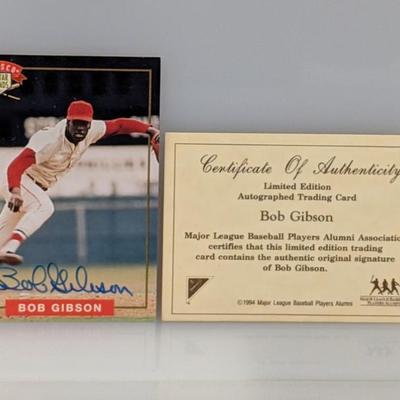 Bob Gibson
BOB GIBSON
Certificate Of Authenticity
Limited Edition
Autographed Trading Card
Bob Gibson
Major League Baseball Players Alumni Association
certifies that this limited edition trading
card contains the authentic original signature
of Bob Gibson.
©1994 Major League Baseball Players Alumni